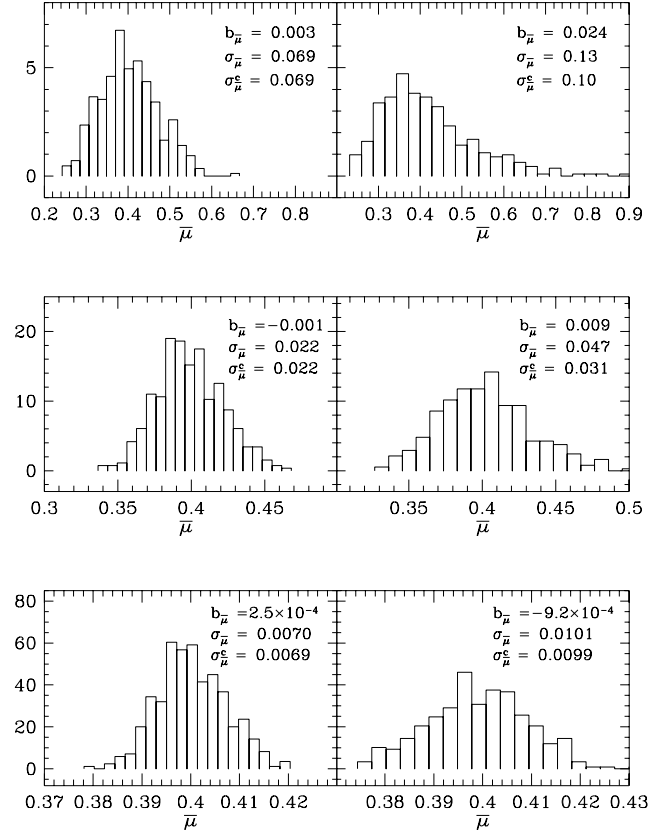 b_μ̄ = 0.003
σ_μ̄ = 0.069
σ^c_μ̄ = 0.069
b_μ̄ = 0.024
σ_μ̄ = 0.13
σ^c_μ̄ = 0.10
5
0
0.2 0.3 0.4 0.5 0.6 0.7 0.8
0.3 0.4 0.5 0.6 0.7 0.8 0.9
μ̄
μ̄
b_μ̄ =−0.001
σ_μ̄ = 0.022
σ^c_μ̄ = 0.022
b_μ̄ = 0.009
σ_μ̄ = 0.047
σ^c_μ̄ = 0.031
20
10
0
0.3 0.35 0.4 0.45
0.35 0.4 0.45 0.5
μ̄
μ̄
b_μ̄ =2.5×10⁻⁴
σ_μ̄ = 0.0070
σ^c_μ̄ = 0.0069
b_μ̄ =−9.2×10⁻⁴
σ_μ̄ = 0.0101
σ^c_μ̄ = 0.0099
80
60
40
20
0
0.37 0.38 0.39 0.4 0.41 0.42
0.38 0.39 0.4 0.41 0.42 0.43
μ̄
μ̄